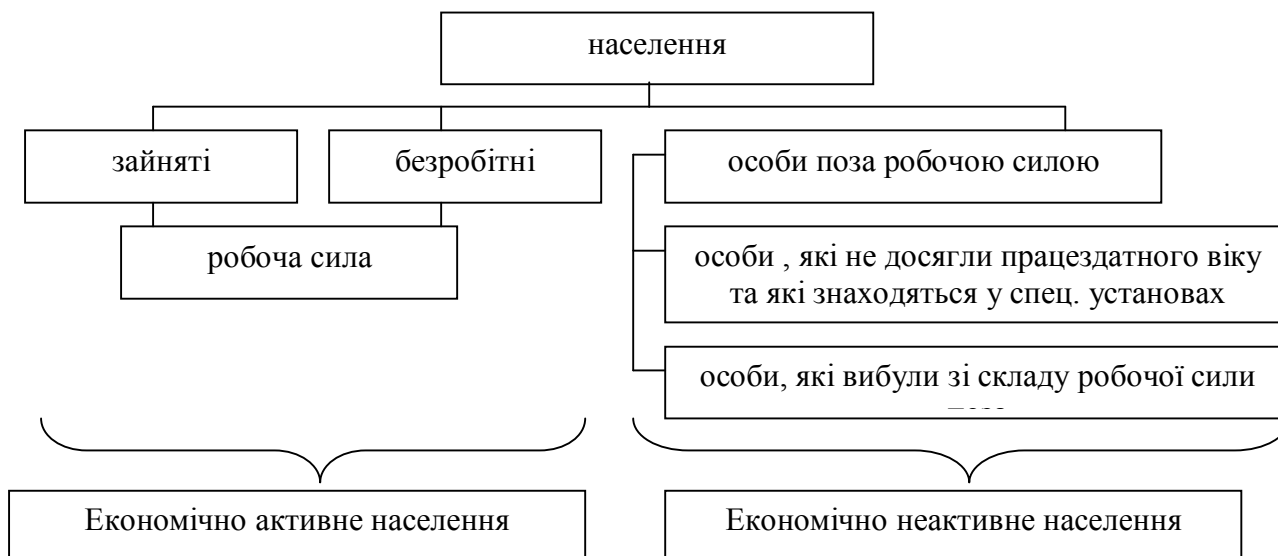 населення
зайняті
безробітні
особи поза робочою силою
робоча сила
особи , які не досягли працездатного віку
та які знаходяться у спец. установах
особи, які вибули зі складу робочої сили
Економічно активне населення
Економічно неактивне населення